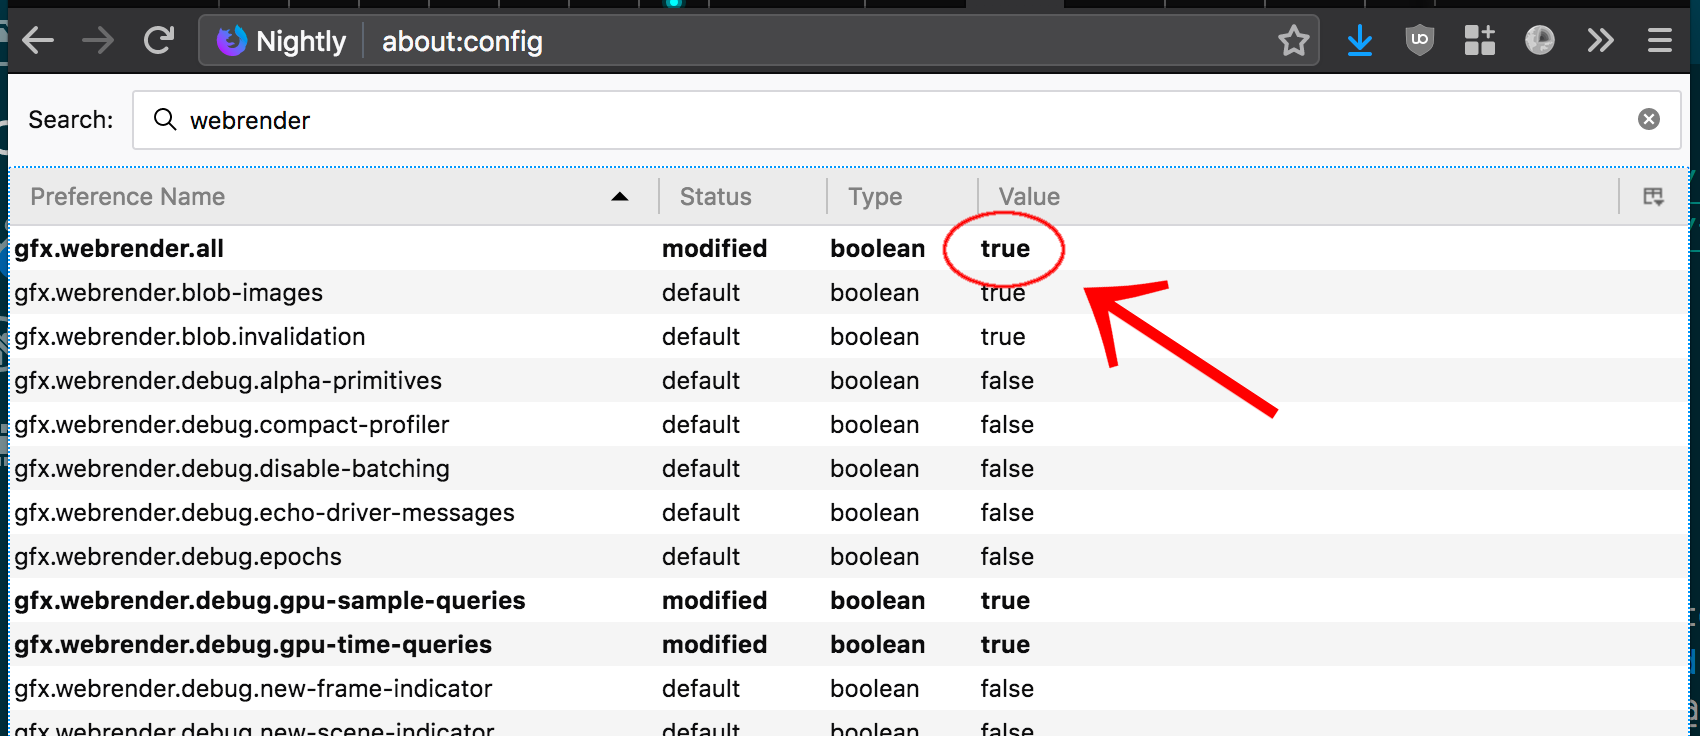 Nightly about:config
Search: webrender
Preference Name Status Type Value
gfx.webrender.all modified boolean true
gfx.webrender.blob-images default boolean true
gfx.webrender.blob.invalidation default boolean true
gfx.webrender.debug.alpha-primitives default boolean false
gfx.webrender.debug.compact-profiler default boolean false
gfx.webrender.debug.disable-batching default boolean false
gfx.webrender.debug.echo-driver-messages default boolean false
gfx.webrender.debug.epochs default boolean false
gfx.webrender.debug.gpu-sample-queries modified boolean true
gfx.webrender.debug.gpu-time-queries modified boolean true
gfx.webrender.debug.new-frame-indicator default boolean false
gfx.webrender.debug.new-scene-indicator default boolean false